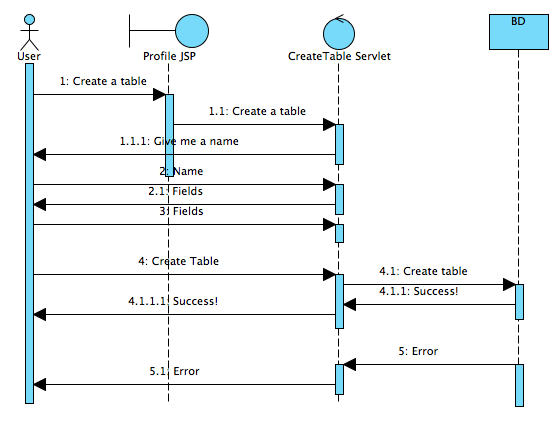 BD
User
Profile JSP
CreateTable Servlet
1: Create a table
1.1: Create a table
1.1.1: Give me a name
2: Name
2.1: Fields
3: Fields
4: Create Table
4.1: Create table
4.1.1: Success!
4.1.1.1: Success!
5: Error
5.1: Error